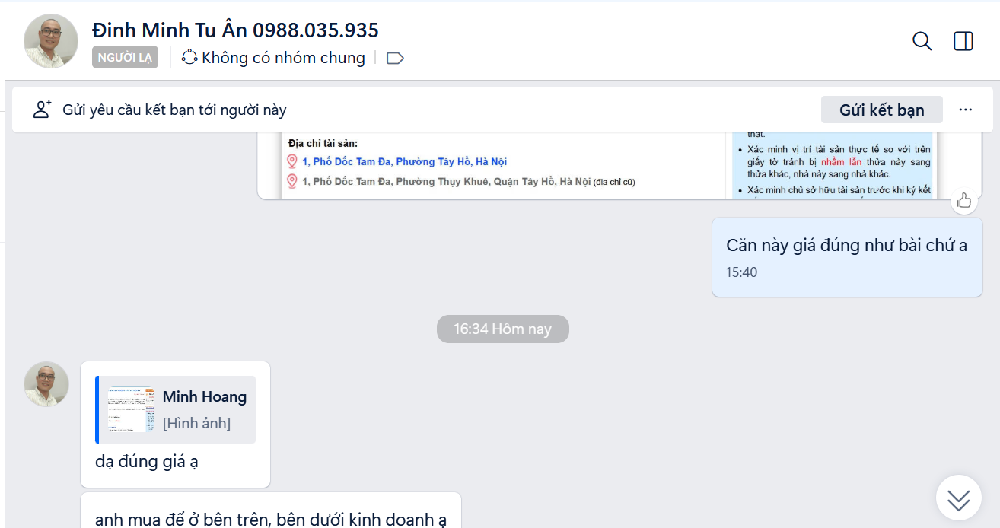 Đinh Minh Tu Ân 0988.035.935
NGƯỜI LẠ
Không có nhóm chung
Gửi yêu cầu kết bạn tới người này
Gửi kết bạn
Địa chỉ tài sản:
1, Phố Dốc Tam Đa, Phường Tây Hồ, Hà Nội
1, Phố Dốc Tam Đa, Phường Thụy Khuê, Quận Tây Hồ, Hà Nội (địa chỉ cũ)
thật.
• Xác minh vị trí tài sản thực tế so với trên
giấy tờ tránh bị nhầm lẫn thửa này sang
thửa khác, nhà này sang nhà khác.
• Xác minh chủ sở hữu tài sản trước khi ký kết
Căn này giá đúng như bài chứ a
15:40
16:34 Hôm nay
Minh Hoang
[Hình ảnh]
dạ đúng giá ạ
anh mua để ở bên trên, bên dưới kinh doanh ạ